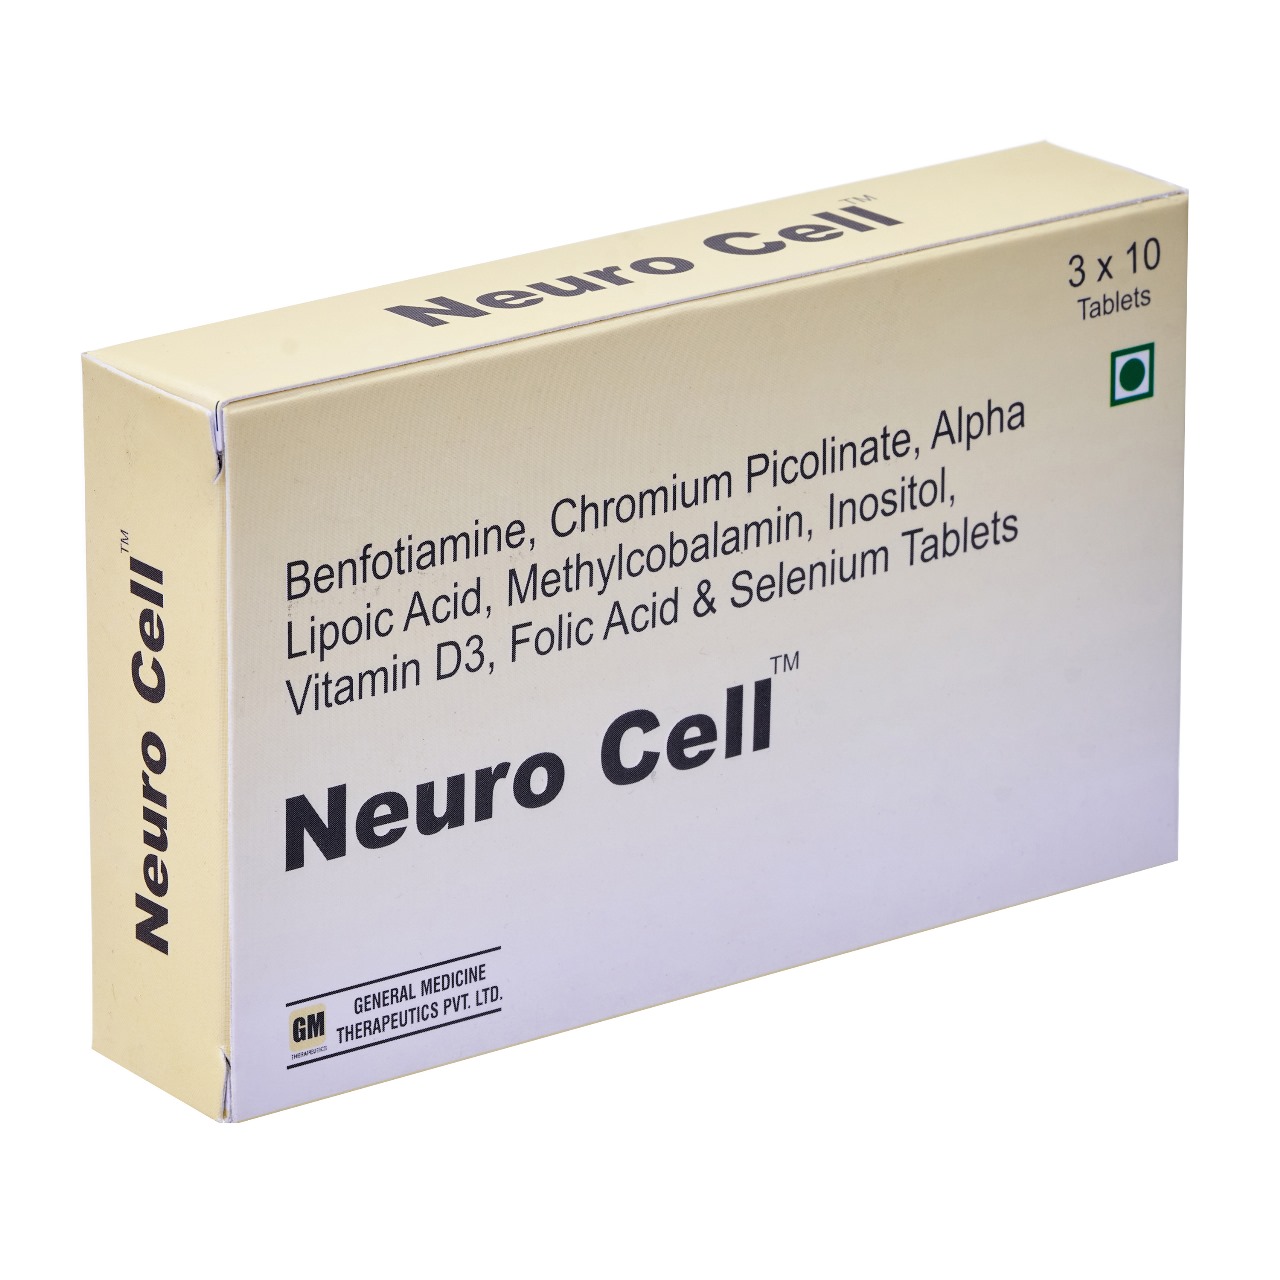 Neuro Cell™
3 x 10
Tablets
Benfotiamine, Chromium Picolinate, Alpha
Lipoic Acid, Methylcobalamin, Inositol,
Vitamin D3, Folic Acid & Selenium Tablets
Neuro Cell™
Neuro Cell™
GM
THERAPEUTICS
GENERAL MEDICINE
THERAPEUTICS PVT. LTD.